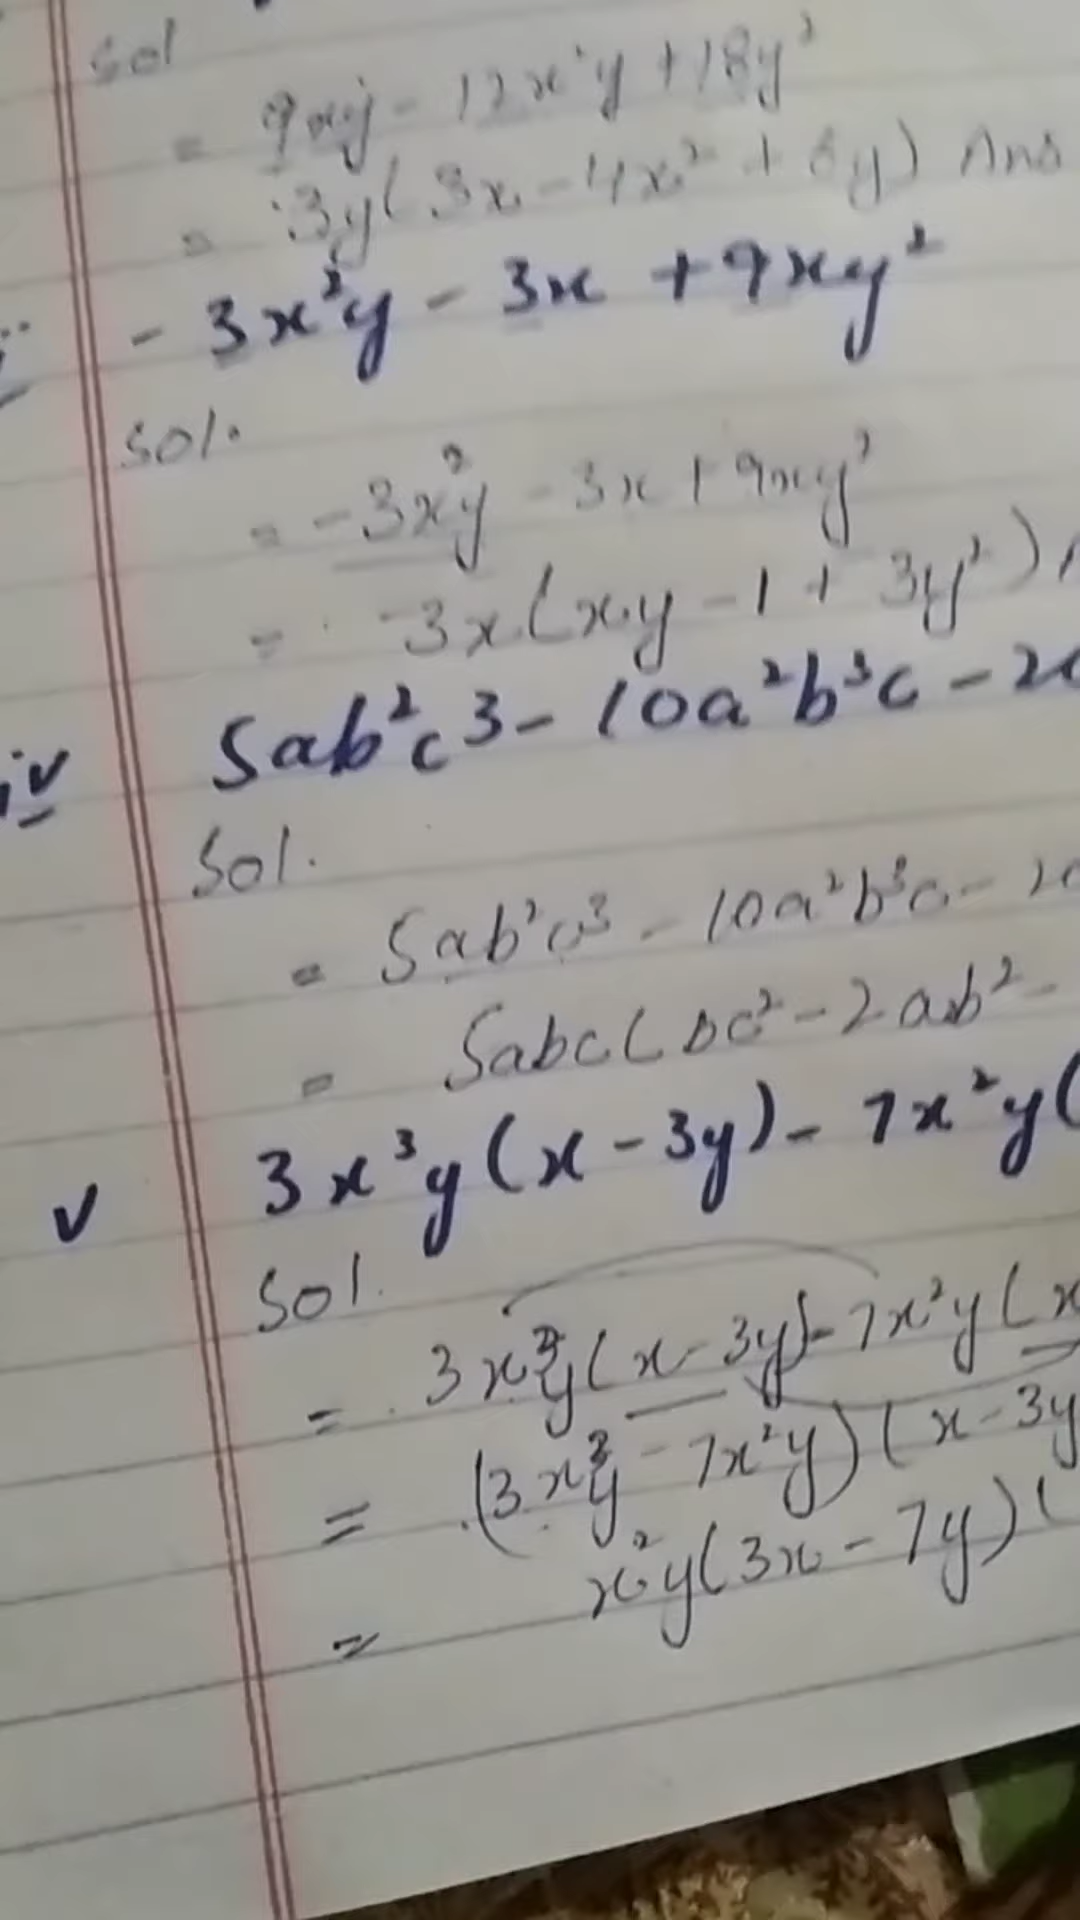 Sol
= 9xy - 12x²y + 18y²
= 3y(3x - 4x² + 6y) Ans
- 3x²y - 3x + 9xy²
Sol.
= -3x²y - 3x + 9xy²
= -3x(xy - 1 + 3y²)
iv 5ab²c3 - 10a²b³c - 20
Sol.
= 5ab²c³ - 10a²b³c - 20
= 5abc(bc² - 2ab² -
v 3x³y(x - 3y) - 7x²y(
Sol.
= 3x³y(x - 3y) - 7x²y(x
= (3x³y - 7x²y)(x - 3y
= x²y(3x - 7y)(